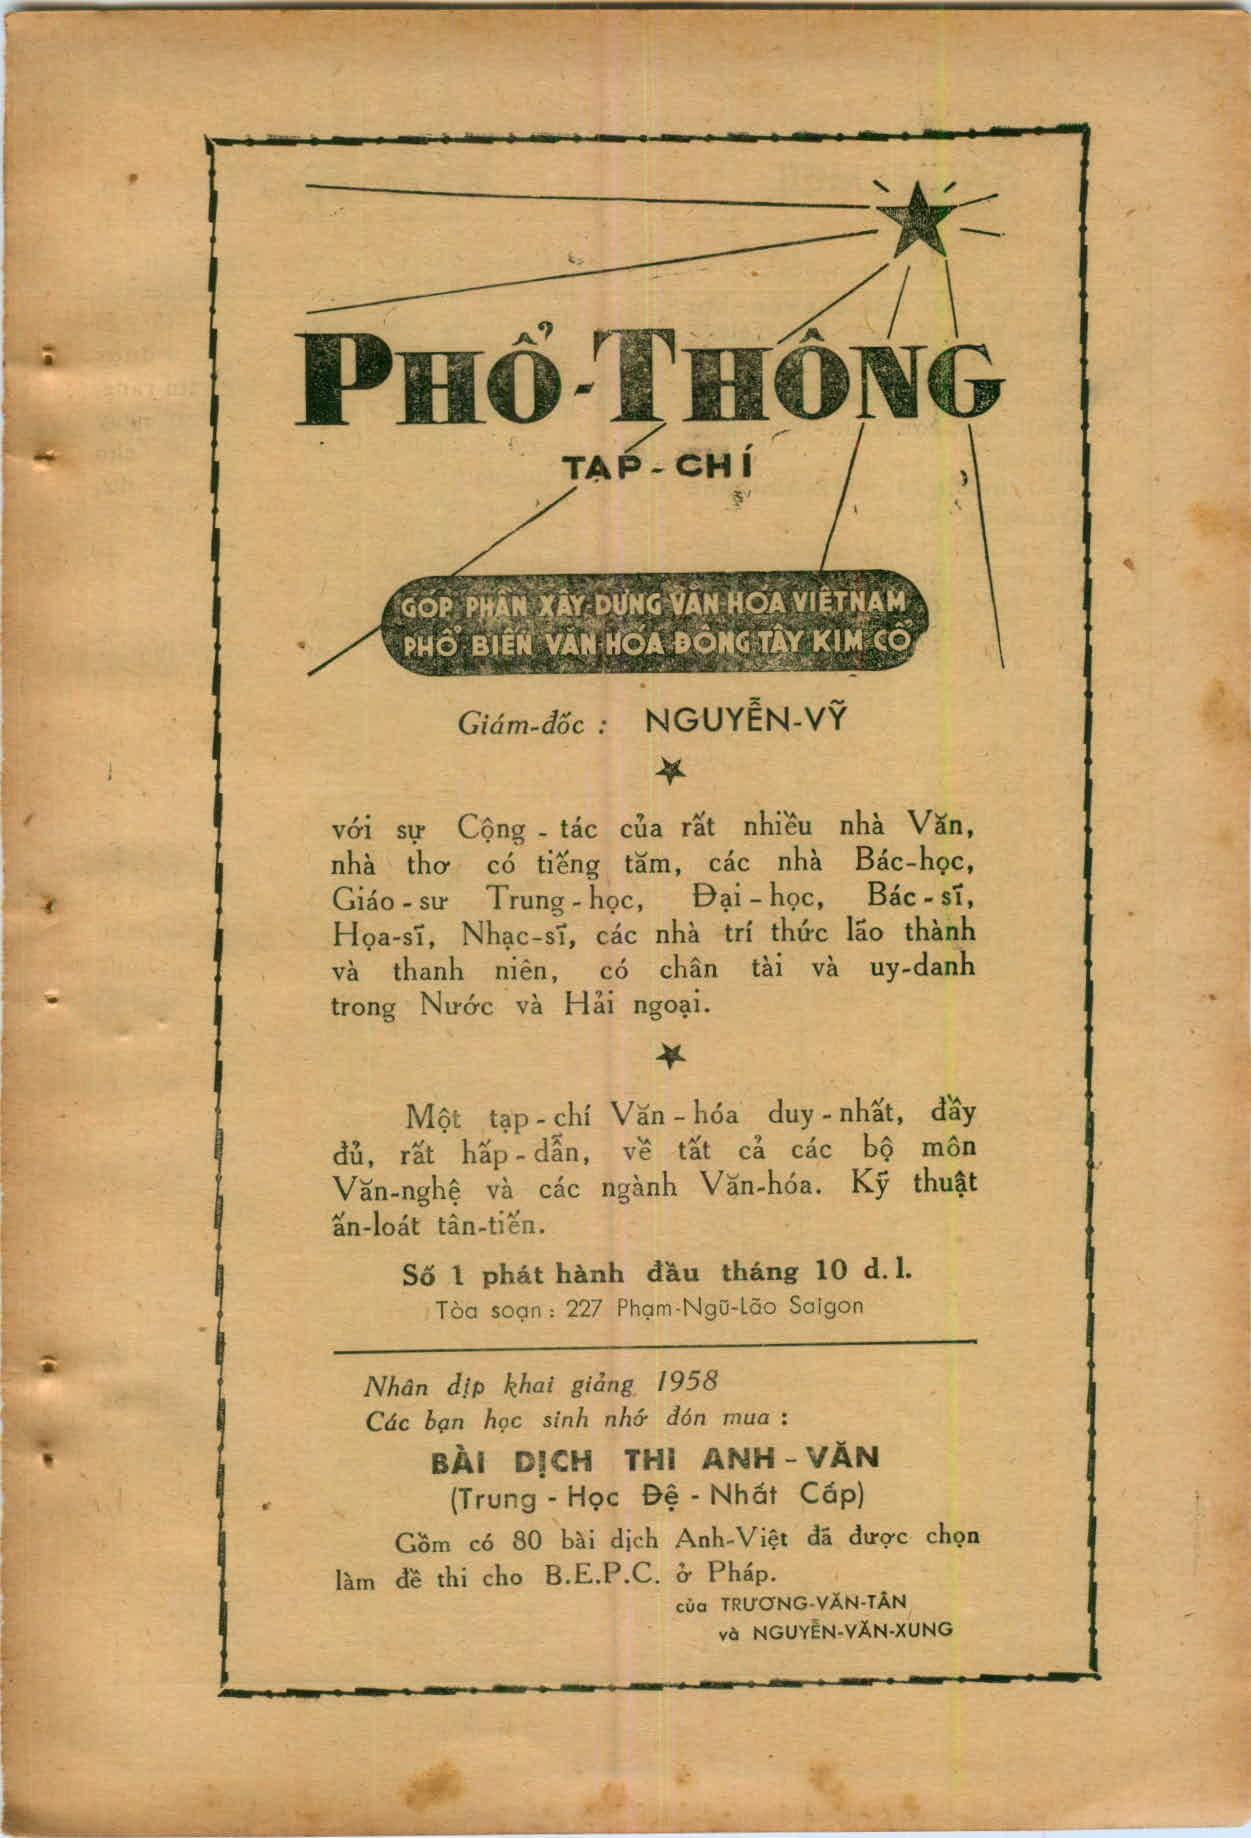 PHỔ-THÔNG
TẠP-CHÍ
GÓP PHẦN XÂY-DỰNG VĂN-HÓA VIỆTNAM
PHỔ-BIẾN VĂN-HÓA ĐÔNG TÂY KIM-CỔ
Giám-đốc : NGUYỄN-VỸ
với sự Cộng - tác của rất nhiều nhà Văn,
nhà thơ có tiếng tăm, các nhà Bác-học,
Giáo - sư Trung - học, Đại - học, Bác - sĩ,
Họa-sĩ, Nhạc-sĩ, các nhà trí thức lão thành
và thanh niên, có chân tài và uy-danh
trong Nước và Hải ngoại.
Một tạp - chí Văn - hóa duy - nhất, đầy
đủ, rất hấp - dẫn, về tất cả các bộ môn
Văn-nghệ và các ngành Văn-hóa. Kỹ thuật
ấn-loát tân-tiến.
Số 1 phát hành đầu tháng 10 d.l.
Tòa soạn : 227 Phạm-Ngũ-Lão Saigon
Nhân dịp khai giảng 1958
Các bạn học sinh nhớ đón mua :
BÀI DỊCH THI ANH - VĂN
(Trung - Học Đệ - Nhất Cấp)
Gồm có 80 bài dịch Anh-Việt đã được chọn
làm đề thi cho B.E.P.C. ở Pháp.
của TRƯƠNG-VĂN-TÂN
và NGUYỄN-VĂN-XUNG